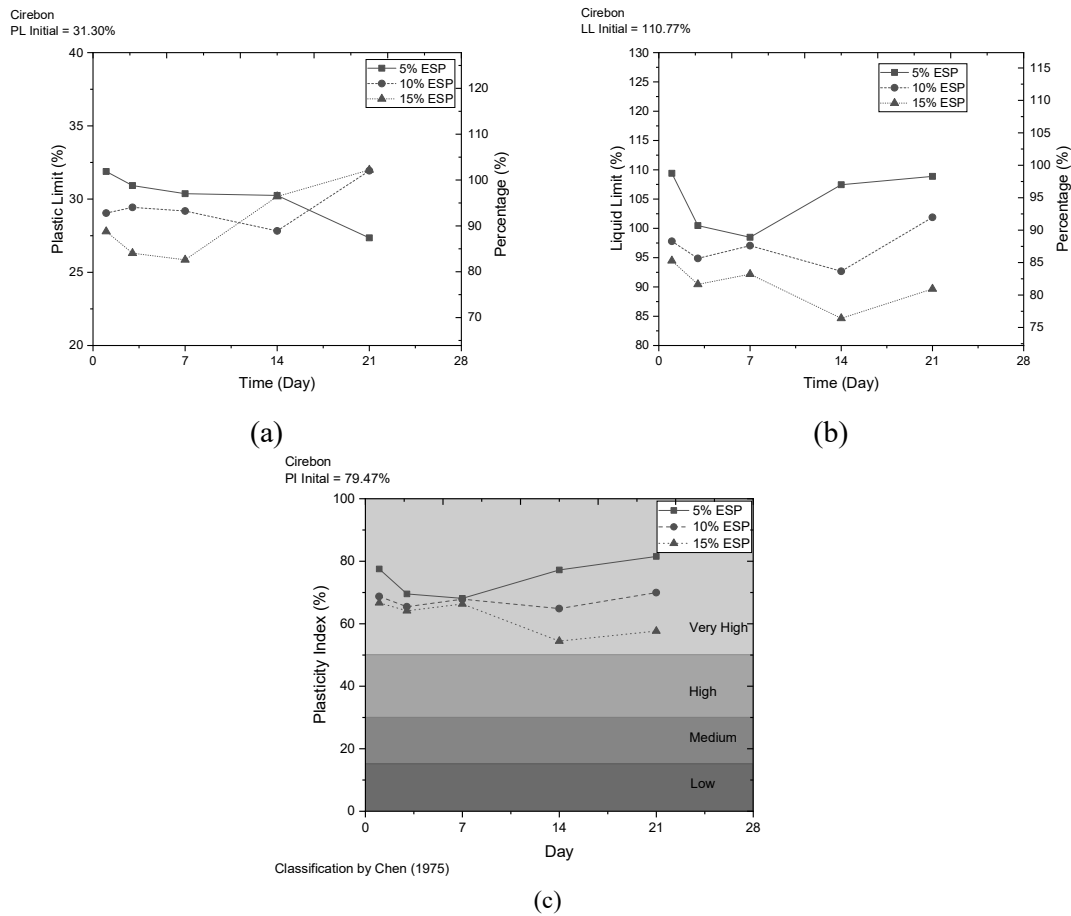 Cirebon
PL Initial = 31.30%
40
35
30
25
20
Plastic Limit (%)
0
7
14
21
28
Time (Day)
120
110
100
90
80
70
Percentage (%)
5% ESP
10% ESP
15% ESP
(a)
Cirebon
LL Initial = 110.77%
130
125
120
115
110
105
100
95
90
85
80
Liquid Limit (%)
0
7
14
21
28
Time (Day)
115
110
105
100
95
90
85
80
75
Percentage (%)
5% ESP
10% ESP
15% ESP
(b)
Cirebon
PI Inital = 79.47%
100
80
60
40
20
0
Plasticity Index (%)
5% ESP
10% ESP
15% ESP
Very High
High
Medium
Low
0
7
14
21
28
Day
Classification by Chen (1975)
(c)